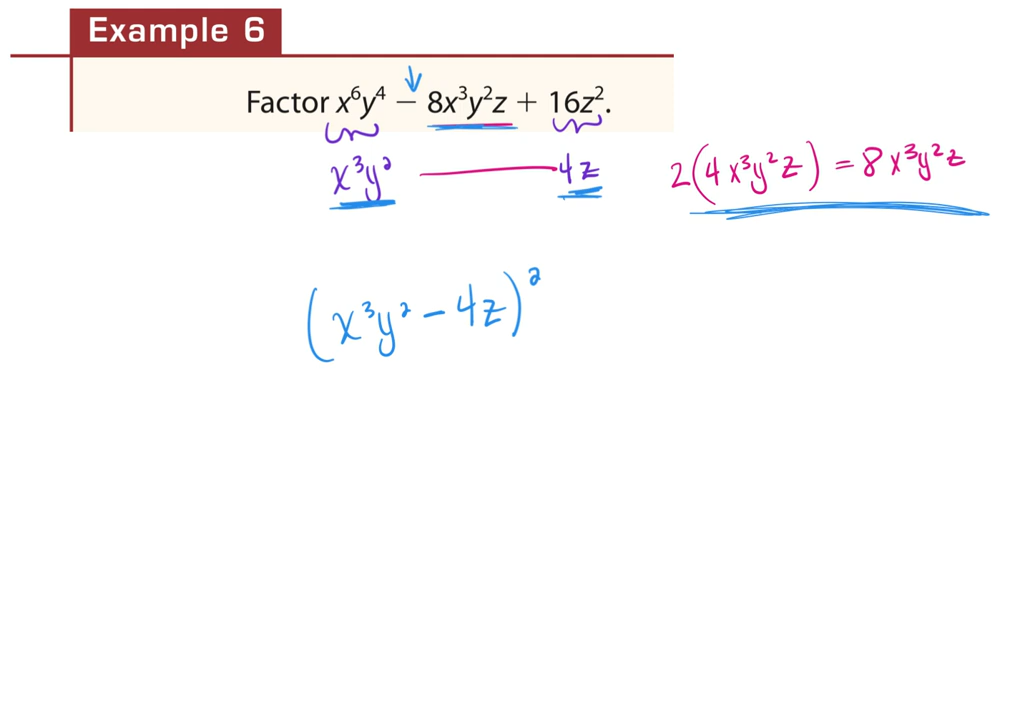 Example 6
Factor x⁶y⁴ − 8x³y²z + 16z².
x³y² 4z 2(4x³y²z) = 8x³y²z
(x³y² − 4z)²